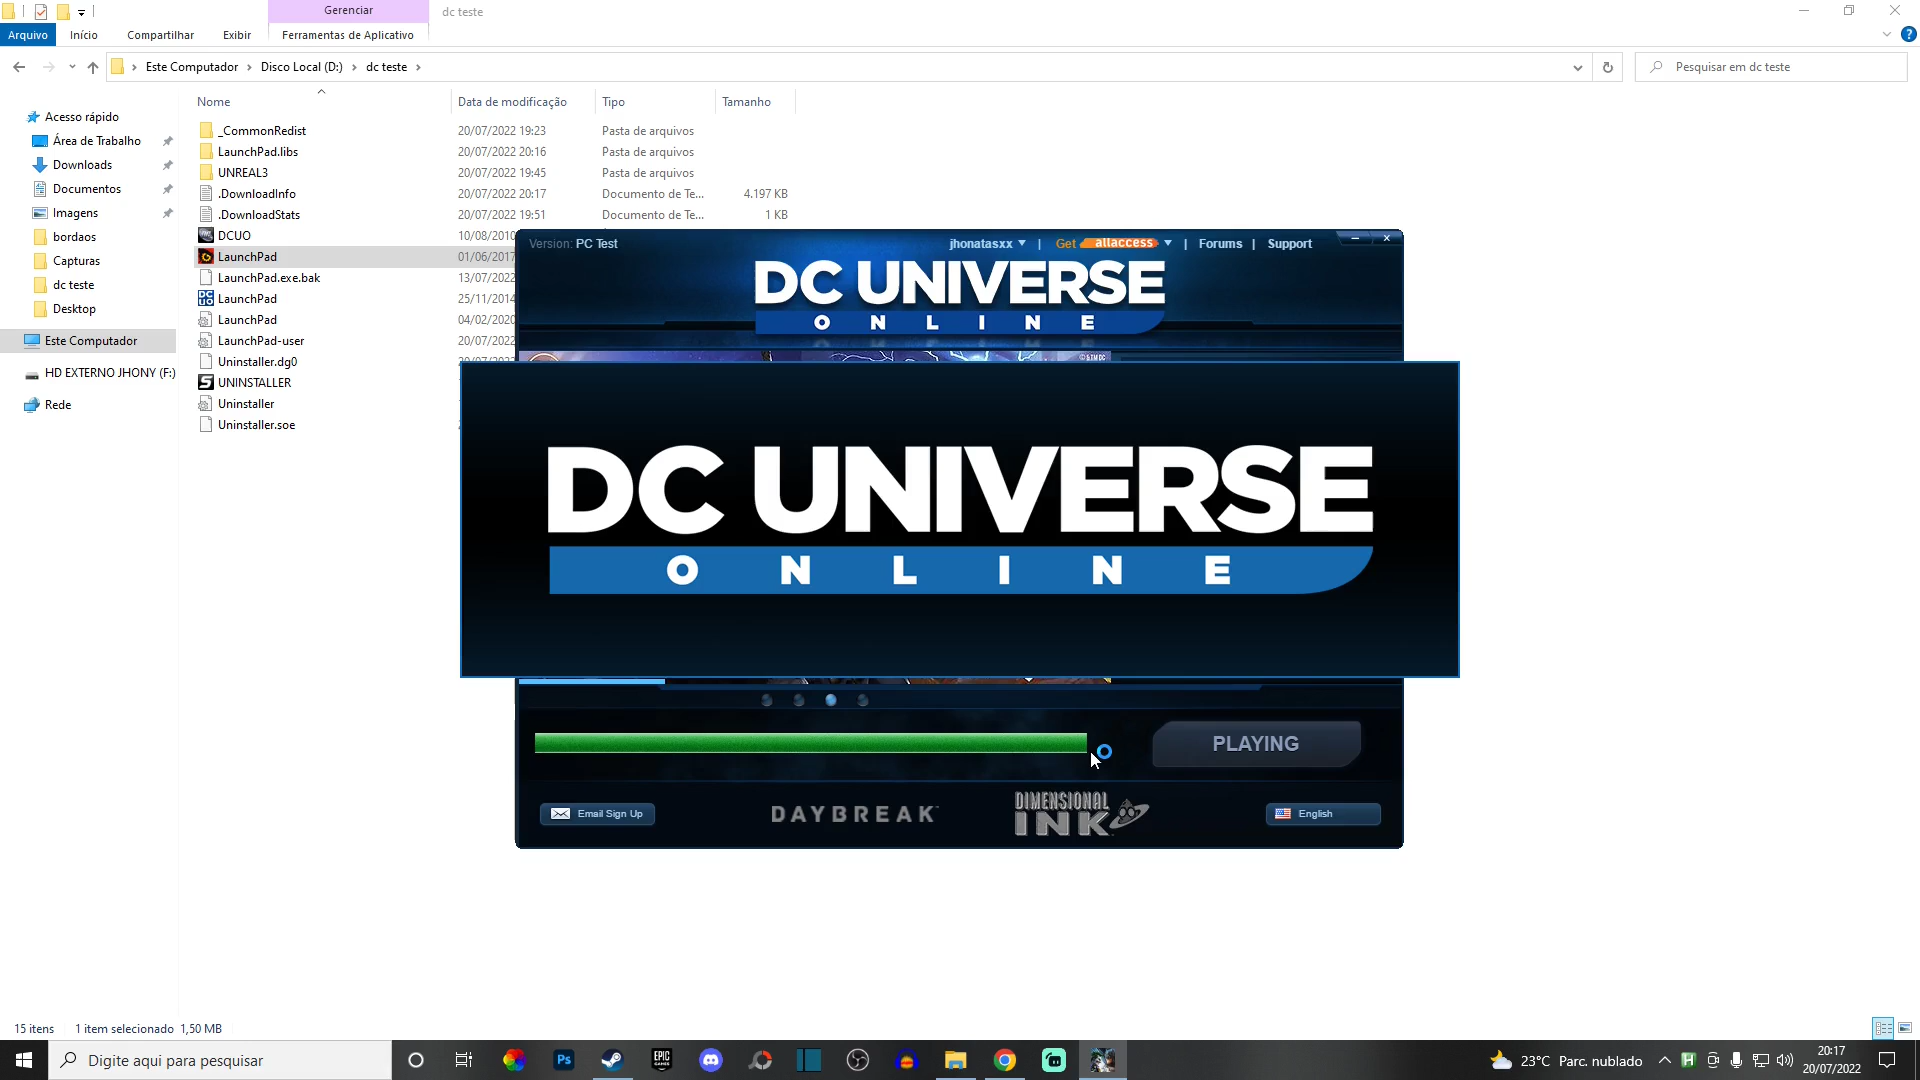 Gerenciar
dc teste
Arquivo
Início
Compartilhar
Exibir
Ferramentas de Aplicativo
Este Computador
Disco Local (D:)
dc teste
Pesquisar em dc teste
Nome
Data de modificação
Tipo
Tamanho
Acesso rápido
Área de Trabalho
Downloads
Documentos
Imagens
bordaos
Capturas
dc teste
Desktop
Este Computador
HD EXTERNO JHONY (F:)
Rede
_CommonRedist 20/07/2022 19:23 Pasta de arquivos
LaunchPad.libs 20/07/2022 20:16 Pasta de arquivos
UNREAL3 20/07/2022 19:45 Pasta de arquivos
.DownloadInfo 20/07/2022 20:17 Documento de Te... 4.197 KB
.DownloadStats 20/07/2022 19:51 Documento de Te... 1 KB
DCUO 10/08/2010
LaunchPad 01/06/2017
LaunchPad.exe.bak 13/07/2022
LaunchPad 25/11/2014
LaunchPad 04/02/2020
LaunchPad-user 20/07/2022
Uninstaller.dg0
UNINSTALLER
Uninstaller
Uninstaller.soe
Version: PC Test
jhonatasxx | Get allaccess | Forums | Support
DC UNIVERSE
ONLINE
DC UNIVERSE
ONLINE
PLAYING
Email Sign Up
DAYBREAK
DIMENSIONAL
INK
English
15 itens
1 item selecionado 1,50 MB
Digite aqui para pesquisar
Ps
EPIC
GAMES
23°C Parc. nublado
20:17
20/07/2022